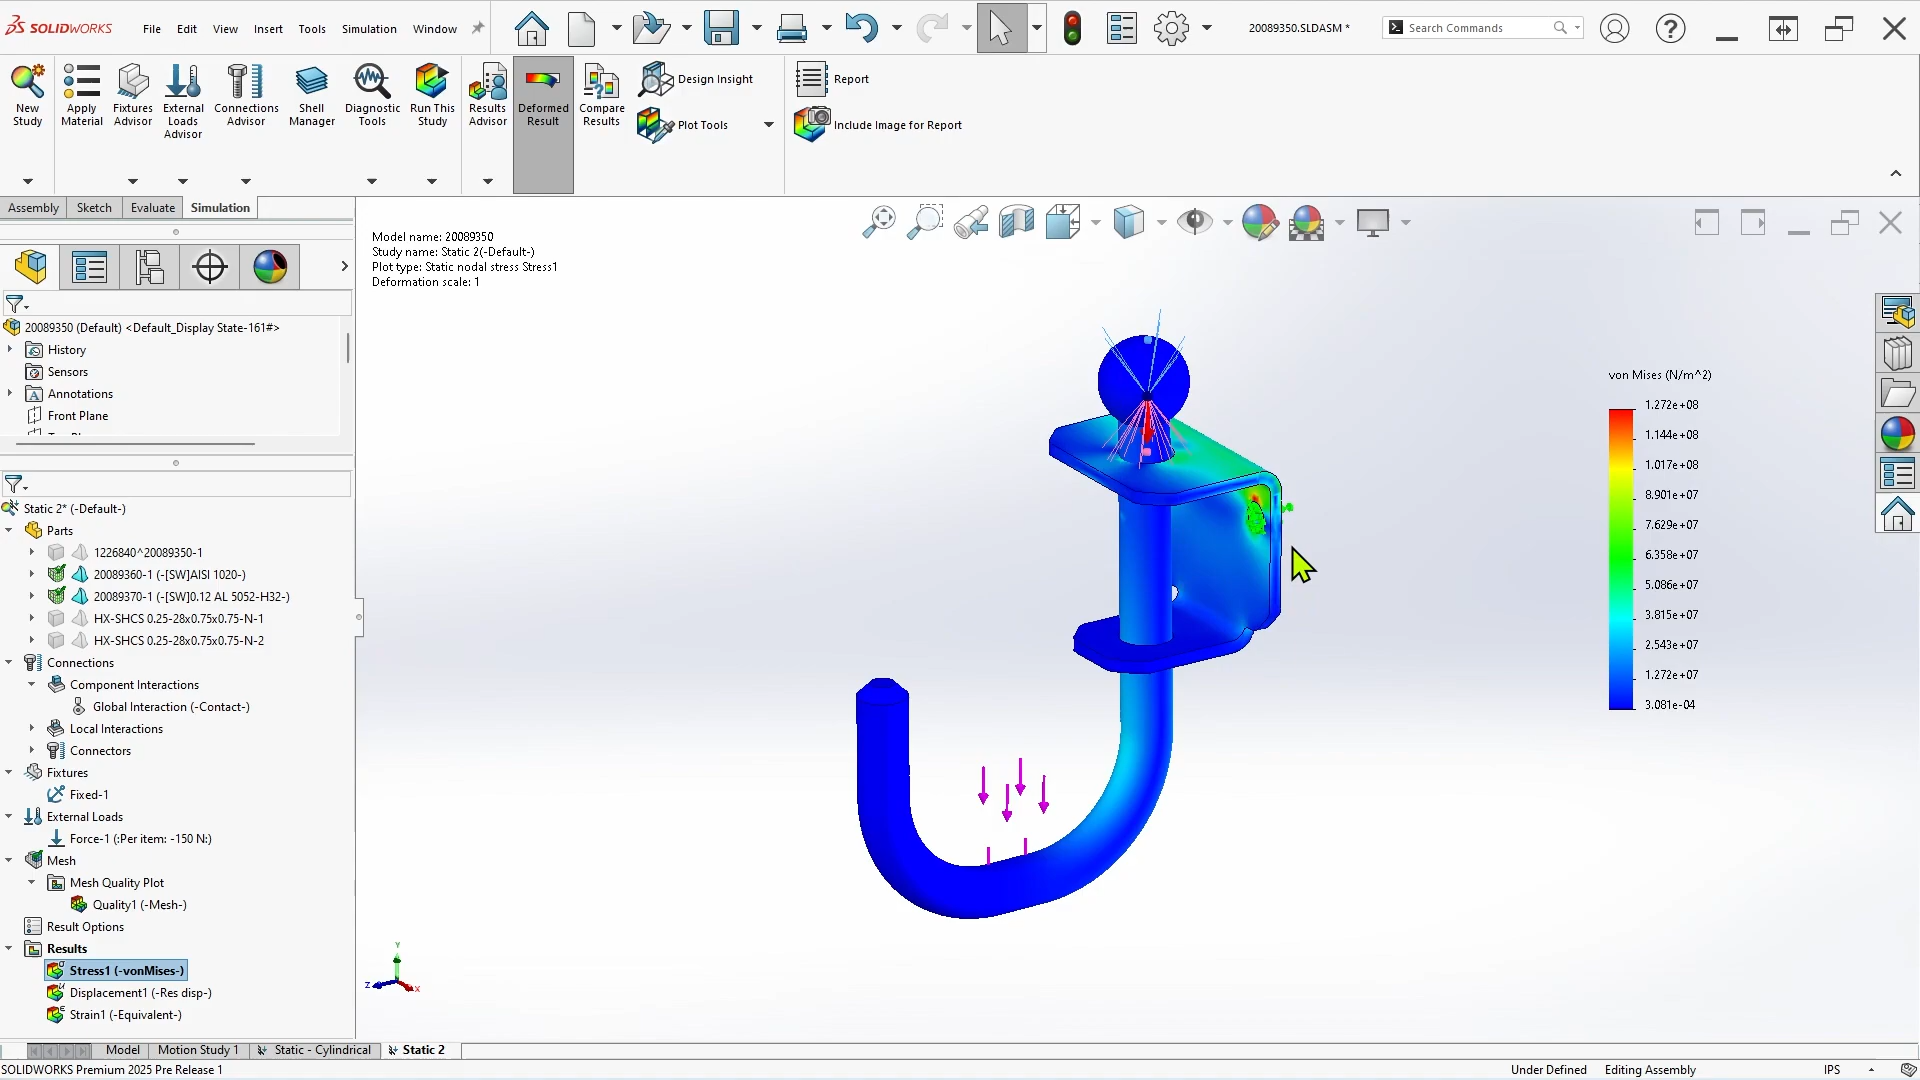 SOLIDWORKS
File
Edit
View
Insert
Tools
Simulation
Window
20089350.SLDASM *
Search Commands
New Study
Apply Material
Fixtures Advisor
External Loads Advisor
Connections Advisor
Shell Manager
Diagnostic Tools
Run This Study
Results Advisor
Deformed Result
Compare Results
Design Insight
Plot Tools
Report
Include Image for Report
Assembly
Sketch
Evaluate
Simulation
20089350 (Default) <Default_Display State-161#>
History
Sensors
Annotations
Front Plane
Static 2* (-Default-)
Parts
1226840^20089350-1
20089360-1 (-[SW]AISI 1020-)
20089370-1 (-[SW]0.12 AL 5052-H32-)
HX-SHCS 0.25-28x0.75x0.75-N-1
HX-SHCS 0.25-28x0.75x0.75-N-2
Connections
Component Interactions
Global Interaction (-Contact-)
Local Interactions
Connectors
Fixtures
Fixed-1
External Loads
Force-1 (:Per item: -150 N:)
Mesh
Mesh Quality Plot
Quality1 (-Mesh-)
Result Options
Results
Stress1 (-vonMises-)
Displacement1 (-Res disp-)
Strain1 (-Equivalent-)
Model name: 20089350
Study name: Static 2(-Default-)
Plot type: Static nodal stress Stress1
Deformation scale: 1
von Mises (N/m^2)
1.272e+08
1.144e+08
1.017e+08
8.901e+07
7.629e+07
6.358e+07
5.086e+07
3.815e+07
2.543e+07
1.272e+07
3.081e-04
Y
Z
X
Model
Motion Study 1
Static - Cylindrical
Static 2
SOLIDWORKS Premium 2025 Pre Release 1
Under Defined
Editing Assembly
IPS